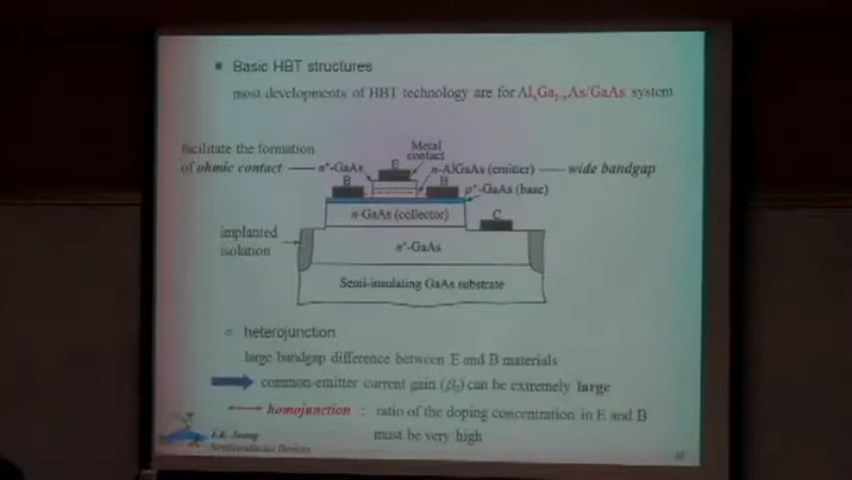 Basic HBT structures
most developments of HBT technology are for AlxGa1-xAs/GaAs system
facilitate the formation
of ohmic contact
n+-GaAs
E
Metal
contact
n-AlGaAs (emitter)
wide bandgap
B
B
p+-GaAs (base)
n-GaAs (collector)
C
implanted
isolation
n+-GaAs
Semi-insulating GaAs substrate
heterojunction
large bandgap difference between E and B materials
common-emitter current gain (β0) can be extremely large
homojunction : ratio of the doping concentration in E and B
must be very high
Semiconductor Devices